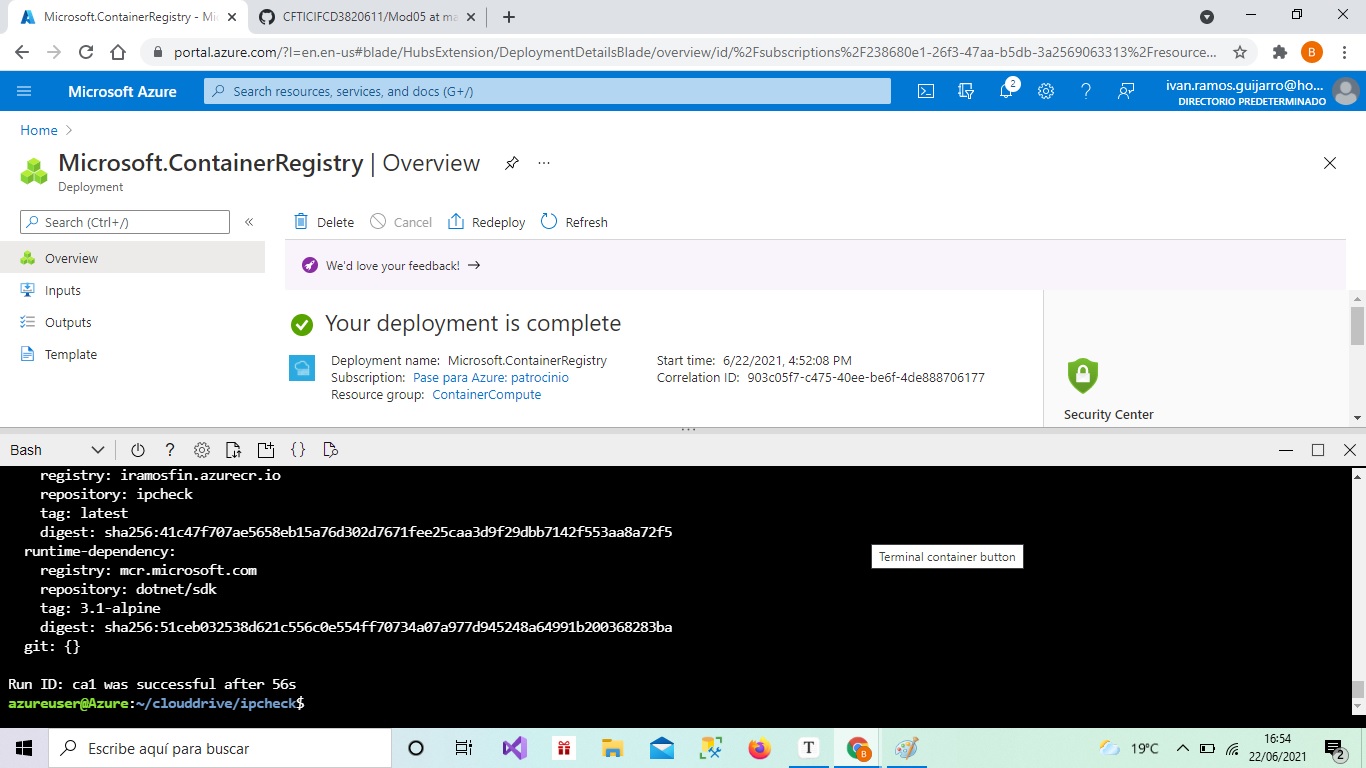 Microsoft.ContainerRegistry - Mi
CFTICIFCD3820611/Mod05 at ma
portal.azure.com/?l=en.en-us#blade/HubsExtension/DeploymentDetailsBlade/overview/id/%2Fsubscriptions%2F238680e1-26f3-47aa-b5db-3a2569063313%2Fresource...
B
Microsoft Azure
Search resources, services, and docs (G+/)
2
ivan.ramos.guijarro@ho...
DIRECTORIO PREDETERMINADO
Home
Microsoft.ContainerRegistry | Overview
Deployment
Search (Ctrl+/)
Delete
Cancel
Redeploy
Refresh
Overview
Inputs
Outputs
Template
We'd love your feedback!
Your deployment is complete
Deployment name: Microsoft.ContainerRegistry
Subscription: Pase para Azure: patrocinio
Resource group: ContainerCompute
Start time: 6/22/2021, 4:52:08 PM
Correlation ID: 903c05f7-c475-40ee-be6f-4de888706177
Security Center
Bash
registry: iramosfin.azurecr.io
repository: ipcheck
tag: latest
digest: sha256:41c47f707ae5658eb15a76d302d7671fee25caa3d9f29dbb7142f553aa8a72f5
runtime-dependency:
registry: mcr.microsoft.com
repository: dotnet/sdk
tag: 3.1-alpine
digest: sha256:51ceb032538d621c556c0e554ff70734a07a977d945248a64991b200368283ba
git: {}
Terminal container button
Run ID: ca1 was successful after 56s
azureuser@Azure:~/clouddrive/ipcheck$
Escribe aquí para buscar
T
B
19°C
16:54
22/06/2021
2